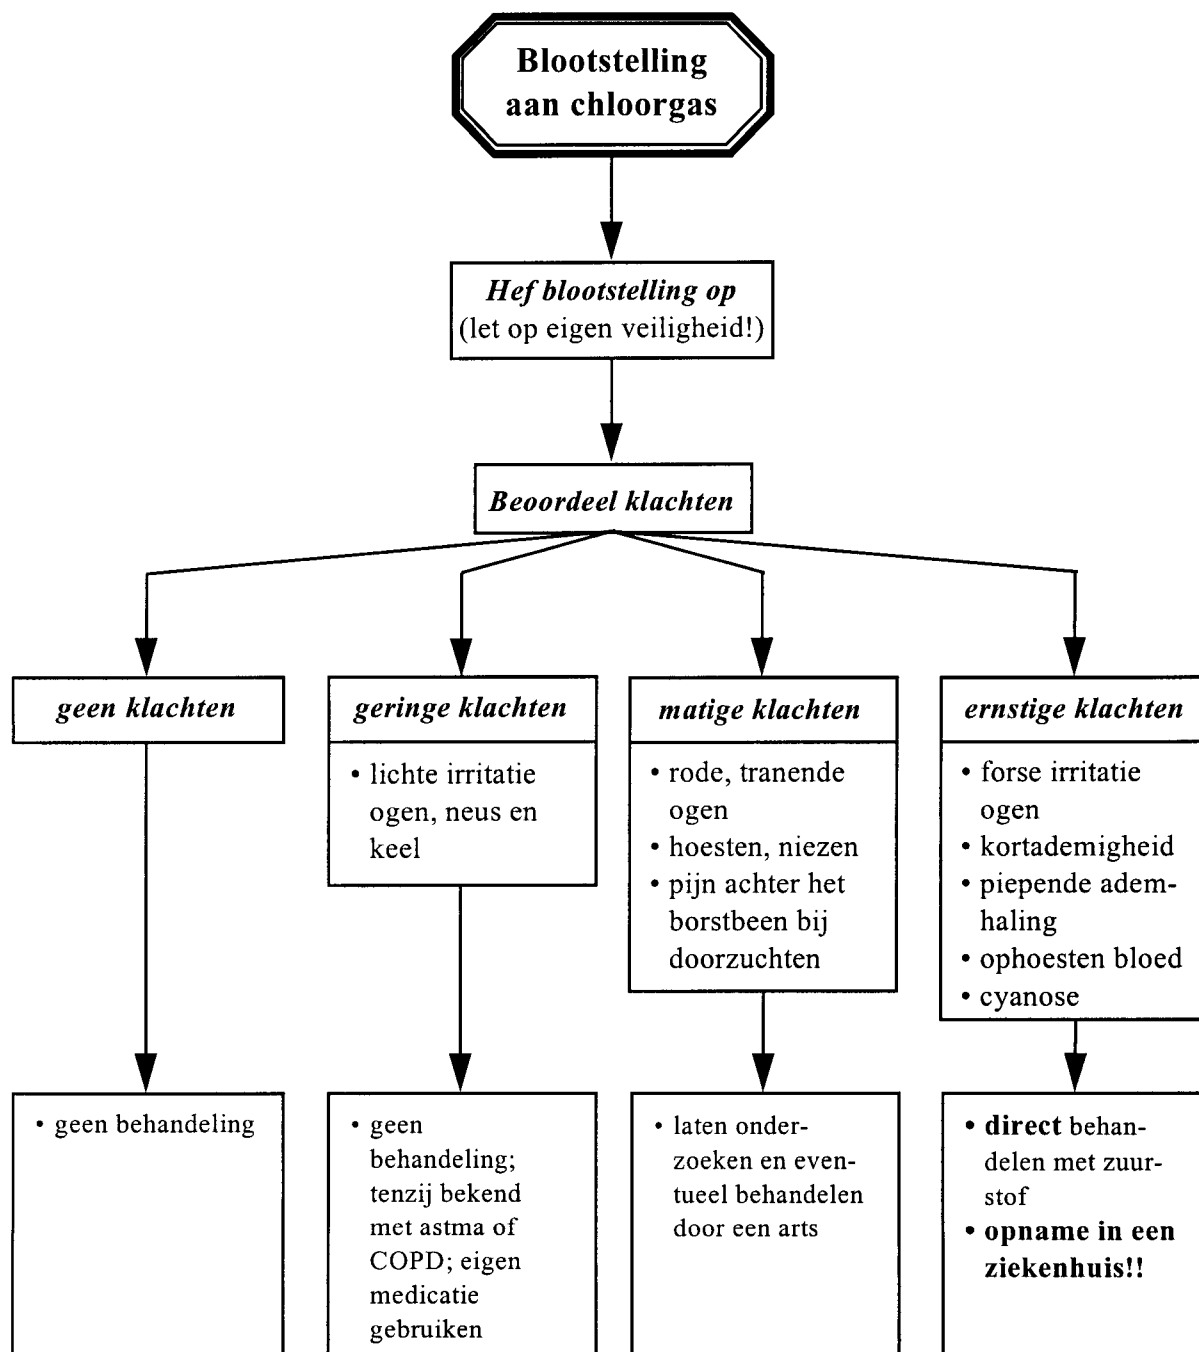 Blootstelling
aan chloorgas
Hef blootstelling op
(let op eigen veiligheid!)
Beoordeel klachten
geen klachten
• geen behandeling
geringe klachten
• lichte irritatie
ogen, neus en
keel
• geen
behandeling;
tenzij bekend
met astma of
COPD; eigen
medicatie
gebruiken
matige klachten
• rode, tranende
ogen
• hoesten, niezen
• pijn achter het
borstbeen bij
doorzuchten
• laten onder-
zoeken en even-
tueel behandelen
door een arts
ernstige klachten
• forse irritatie
ogen
• kortademigheid
• piepende adem-
haling
• ophoesten bloed
• cyanose
• direct behan-
delen met zuur-
stof
• opname in een
ziekenhuis!!